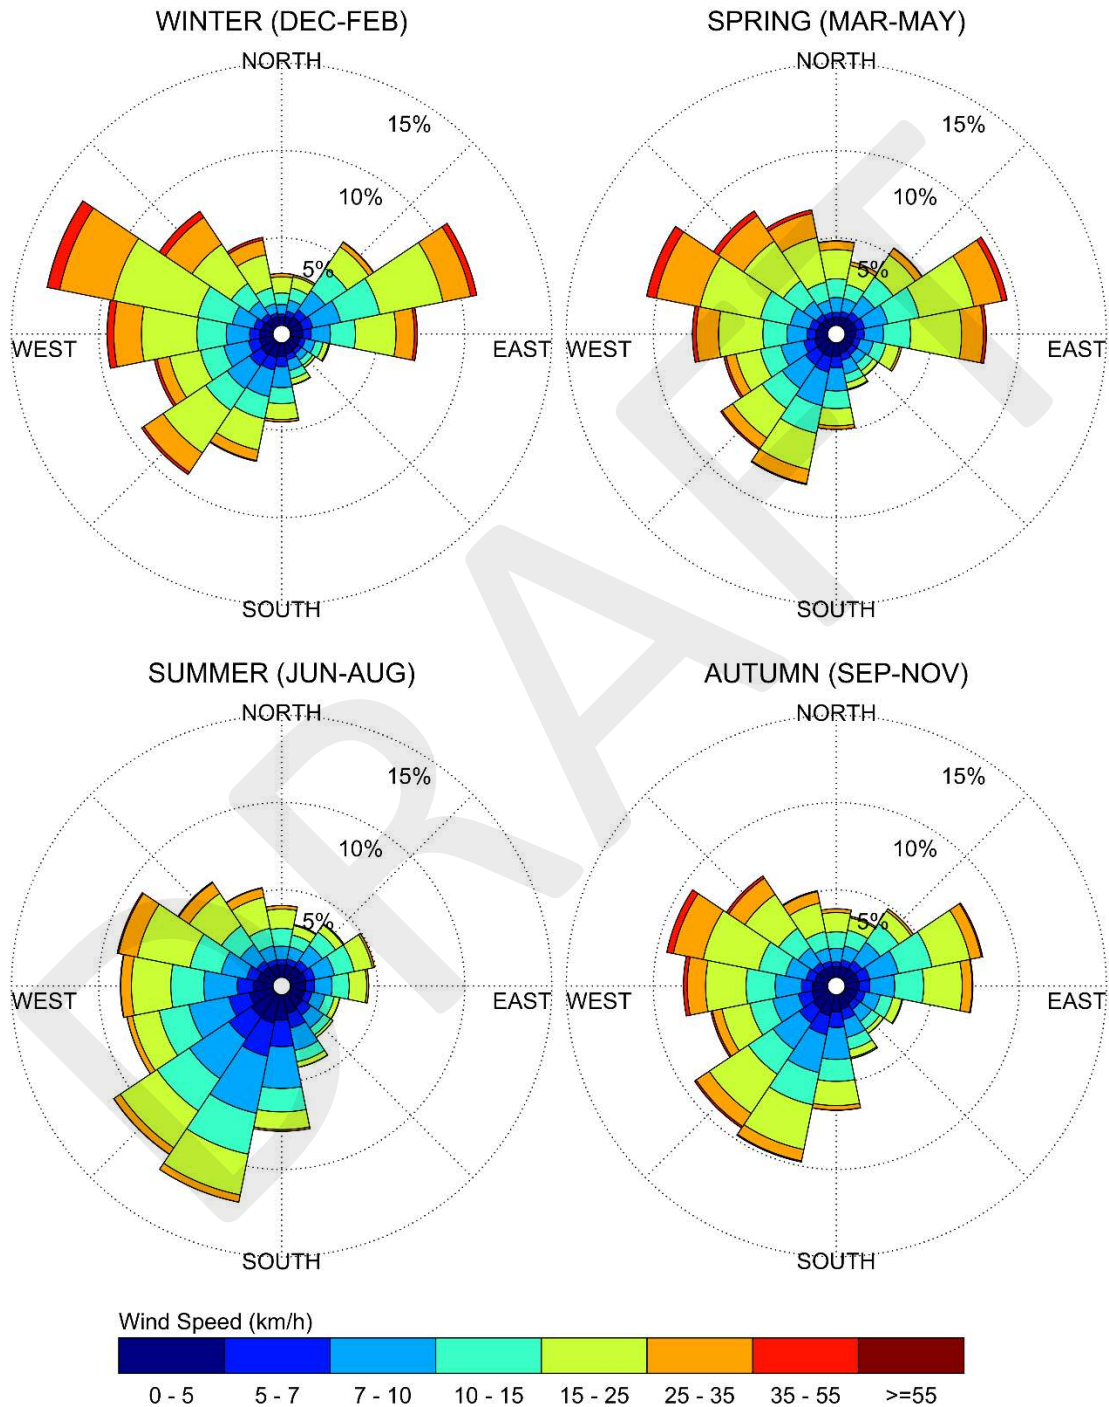 WINTER (DEC-FEB)
SPRING (MAR-MAY)
NORTH
NORTH
15%
15%
10%
10%
5%
5%
WEST
EAST
WEST
EAST
SOUTH
SOUTH
SUMMER (JUN-AUG)
AUTUMN (SEP-NOV)
NORTH
NORTH
15%
15%
10%
10%
5%
5%
WEST
EAST
WEST
EAST
SOUTH
SOUTH
DRAFT
Wind Speed (km/h)
0 - 5 5 - 7 7 - 10 10 - 15 15 - 25 25 - 35 35 - 55 >=55